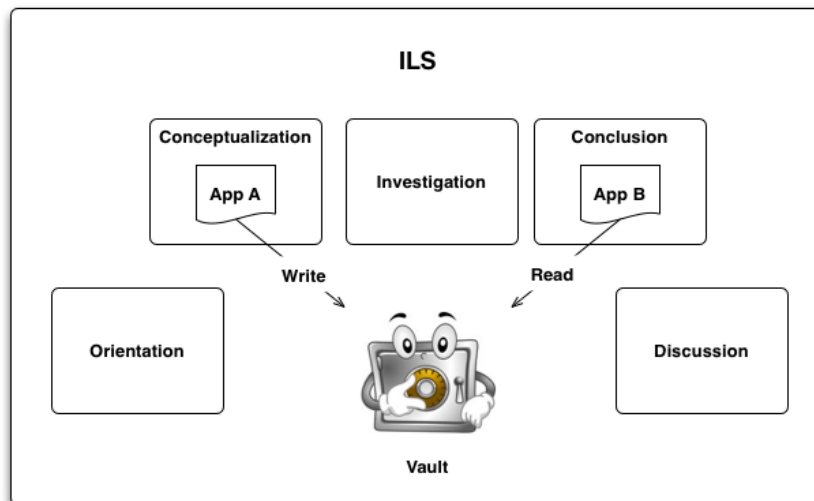 ILS
Conceptualization
App A
Investigation
Conclusion
App B
Write
Read
Orientation
Discussion
Vault